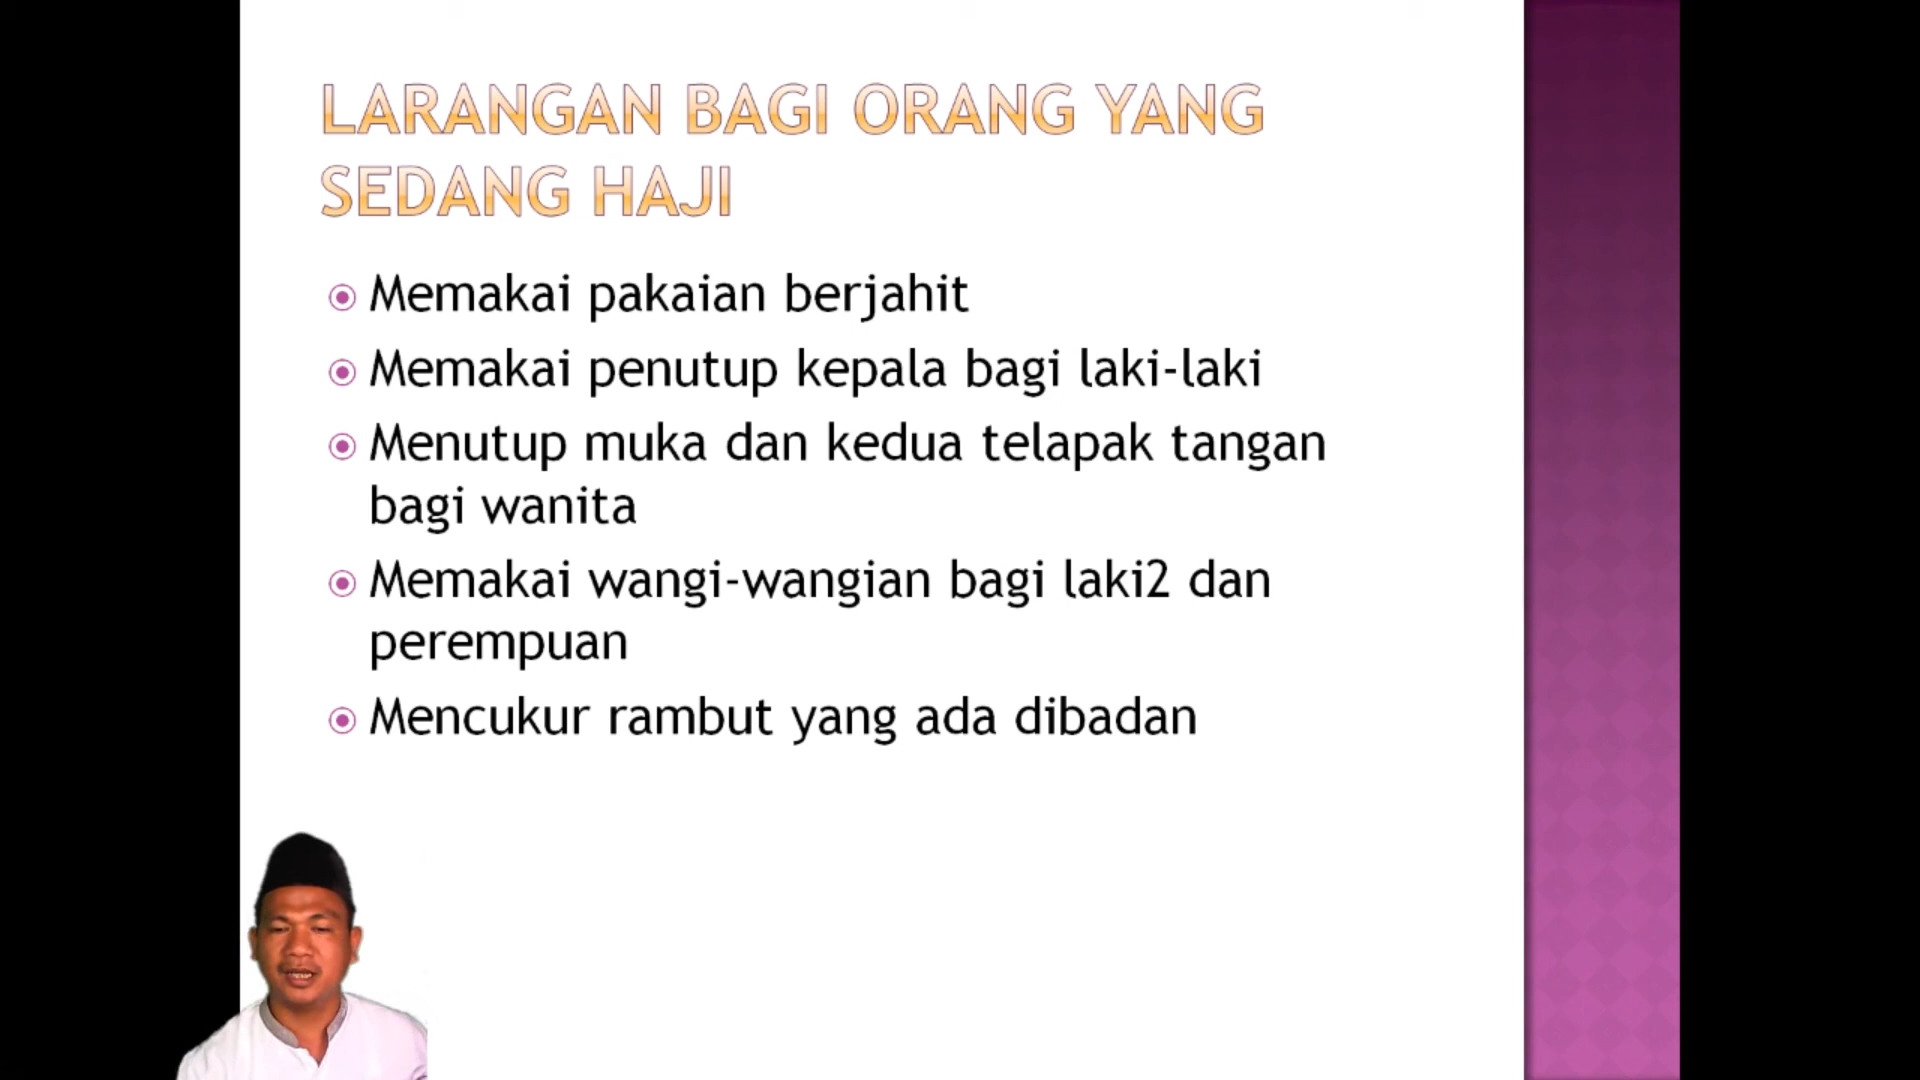 LARANGAN BAGI ORANG YANG
SEDANG HAJI
Memakai pakaian berjahit
Memakai penutup kepala bagi laki-laki
Menutup muka dan kedua telapak tangan
bagi wanita
Memakai wangi-wangian bagi laki2 dan
perempuan
Mencukur rambut yang ada dibadan